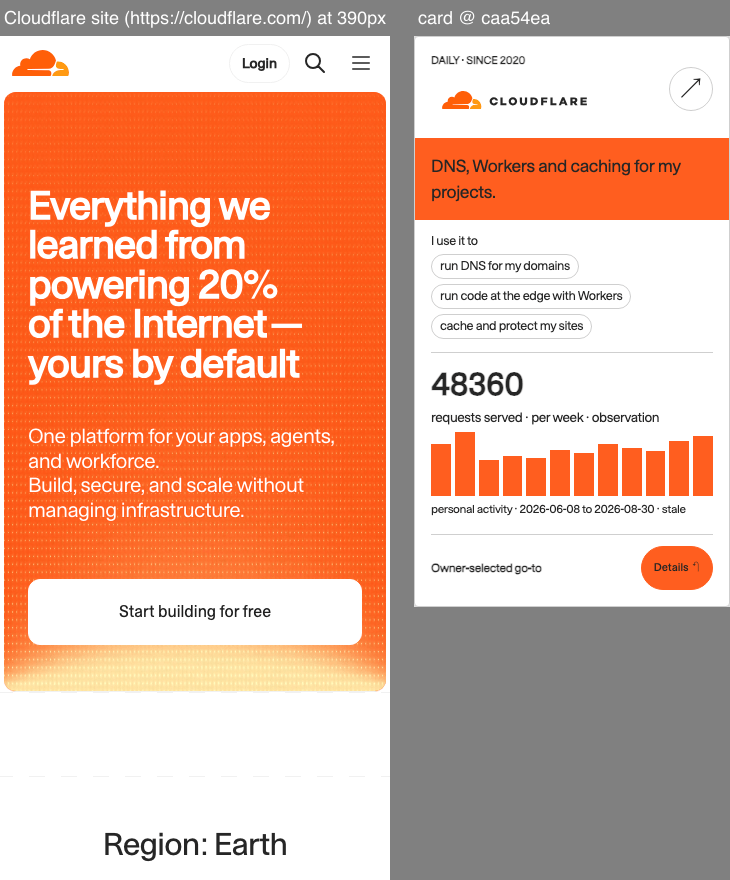 Cloudflare site (https://cloudflare.com/) at 390px
Login
Everything we
learned from
powering 20%
of the Internet—
yours by default
One platform for your apps, agents,
and workforce.
Build, secure, and scale without
managing infrastructure.
Start building for free
Region: Earth
card @ caa54ea
DAILY · SINCE 2020
CLOUDFLARE
DNS, Workers and caching for my
projects.
I use it to
run DNS for my domains
run code at the edge with Workers
cache and protect my sites
48360
requests served · per week · observation
personal activity · 2026-06-08 to 2026-08-30 · stale
Owner-selected go-to
Details